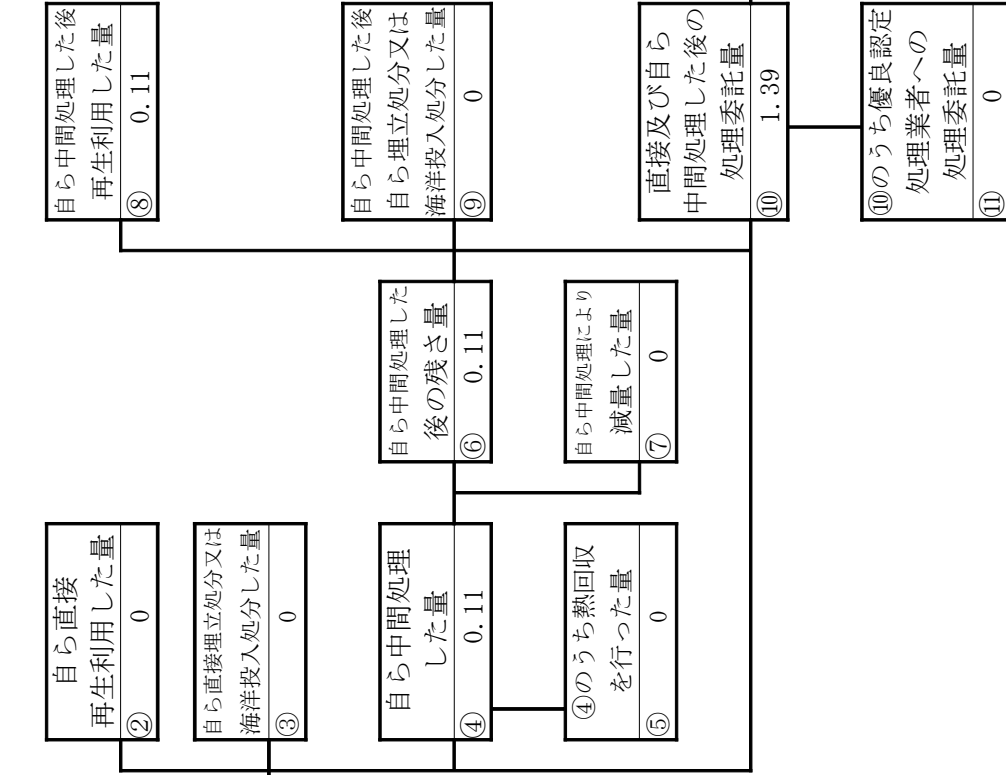 自ら直接
再生利用した量
② 0
自ら直接埋立処分又は
海洋投入処分した量
③ 0
自ら中間処理
した量
④ 0.11
④のうち熱回収
を行った量
⑤ 0
自ら中間処理した
後の残さ量
⑥ 0.11
自ら中間処理により
減量した量
⑦ 0
自ら中間処理した後
再生利用した量
⑧ 0.11
自ら中間処理した後
自ら埋立処分又は
海洋投入処分した量
⑨ 0
直接及び自ら
中間処理した後の
処理委託量
⑩ 1.39
⑩のうち優良認定
処理業者への
処理委託量
⑪ 0